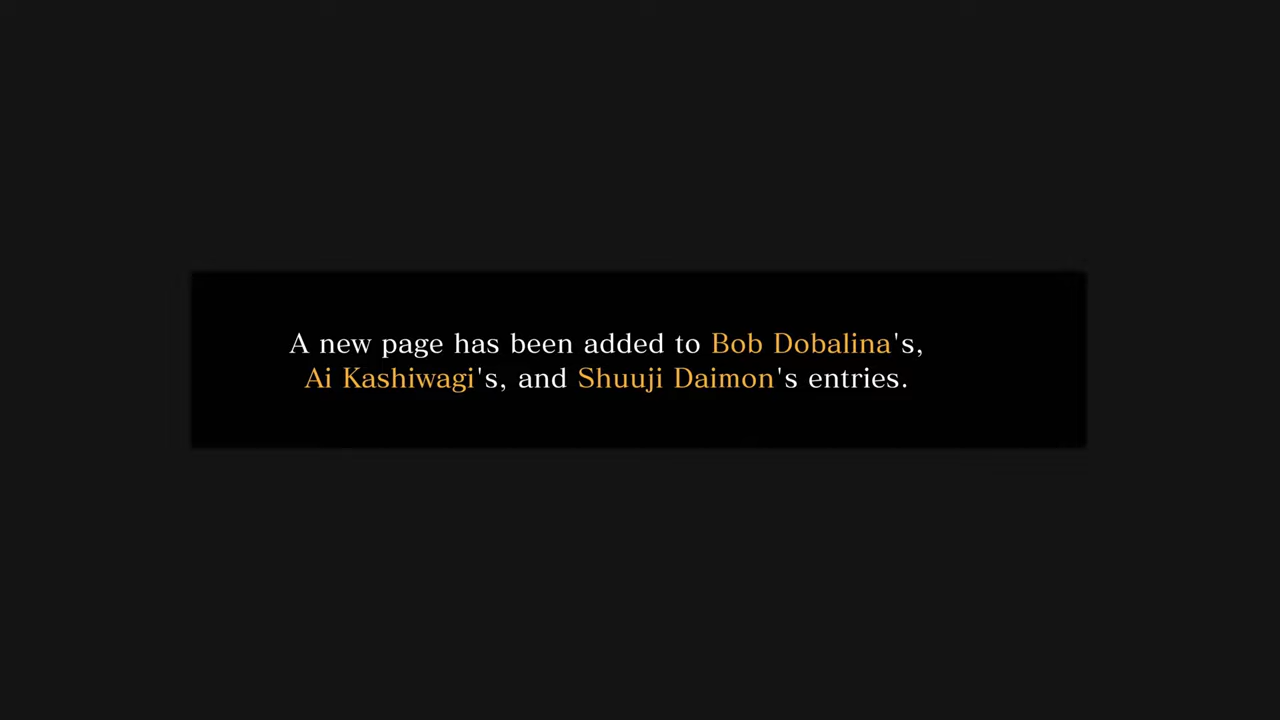 A new page has been added to Bob Dobalina's,
Ai Kashiwagi's, and Shuuji Daimon's entries.